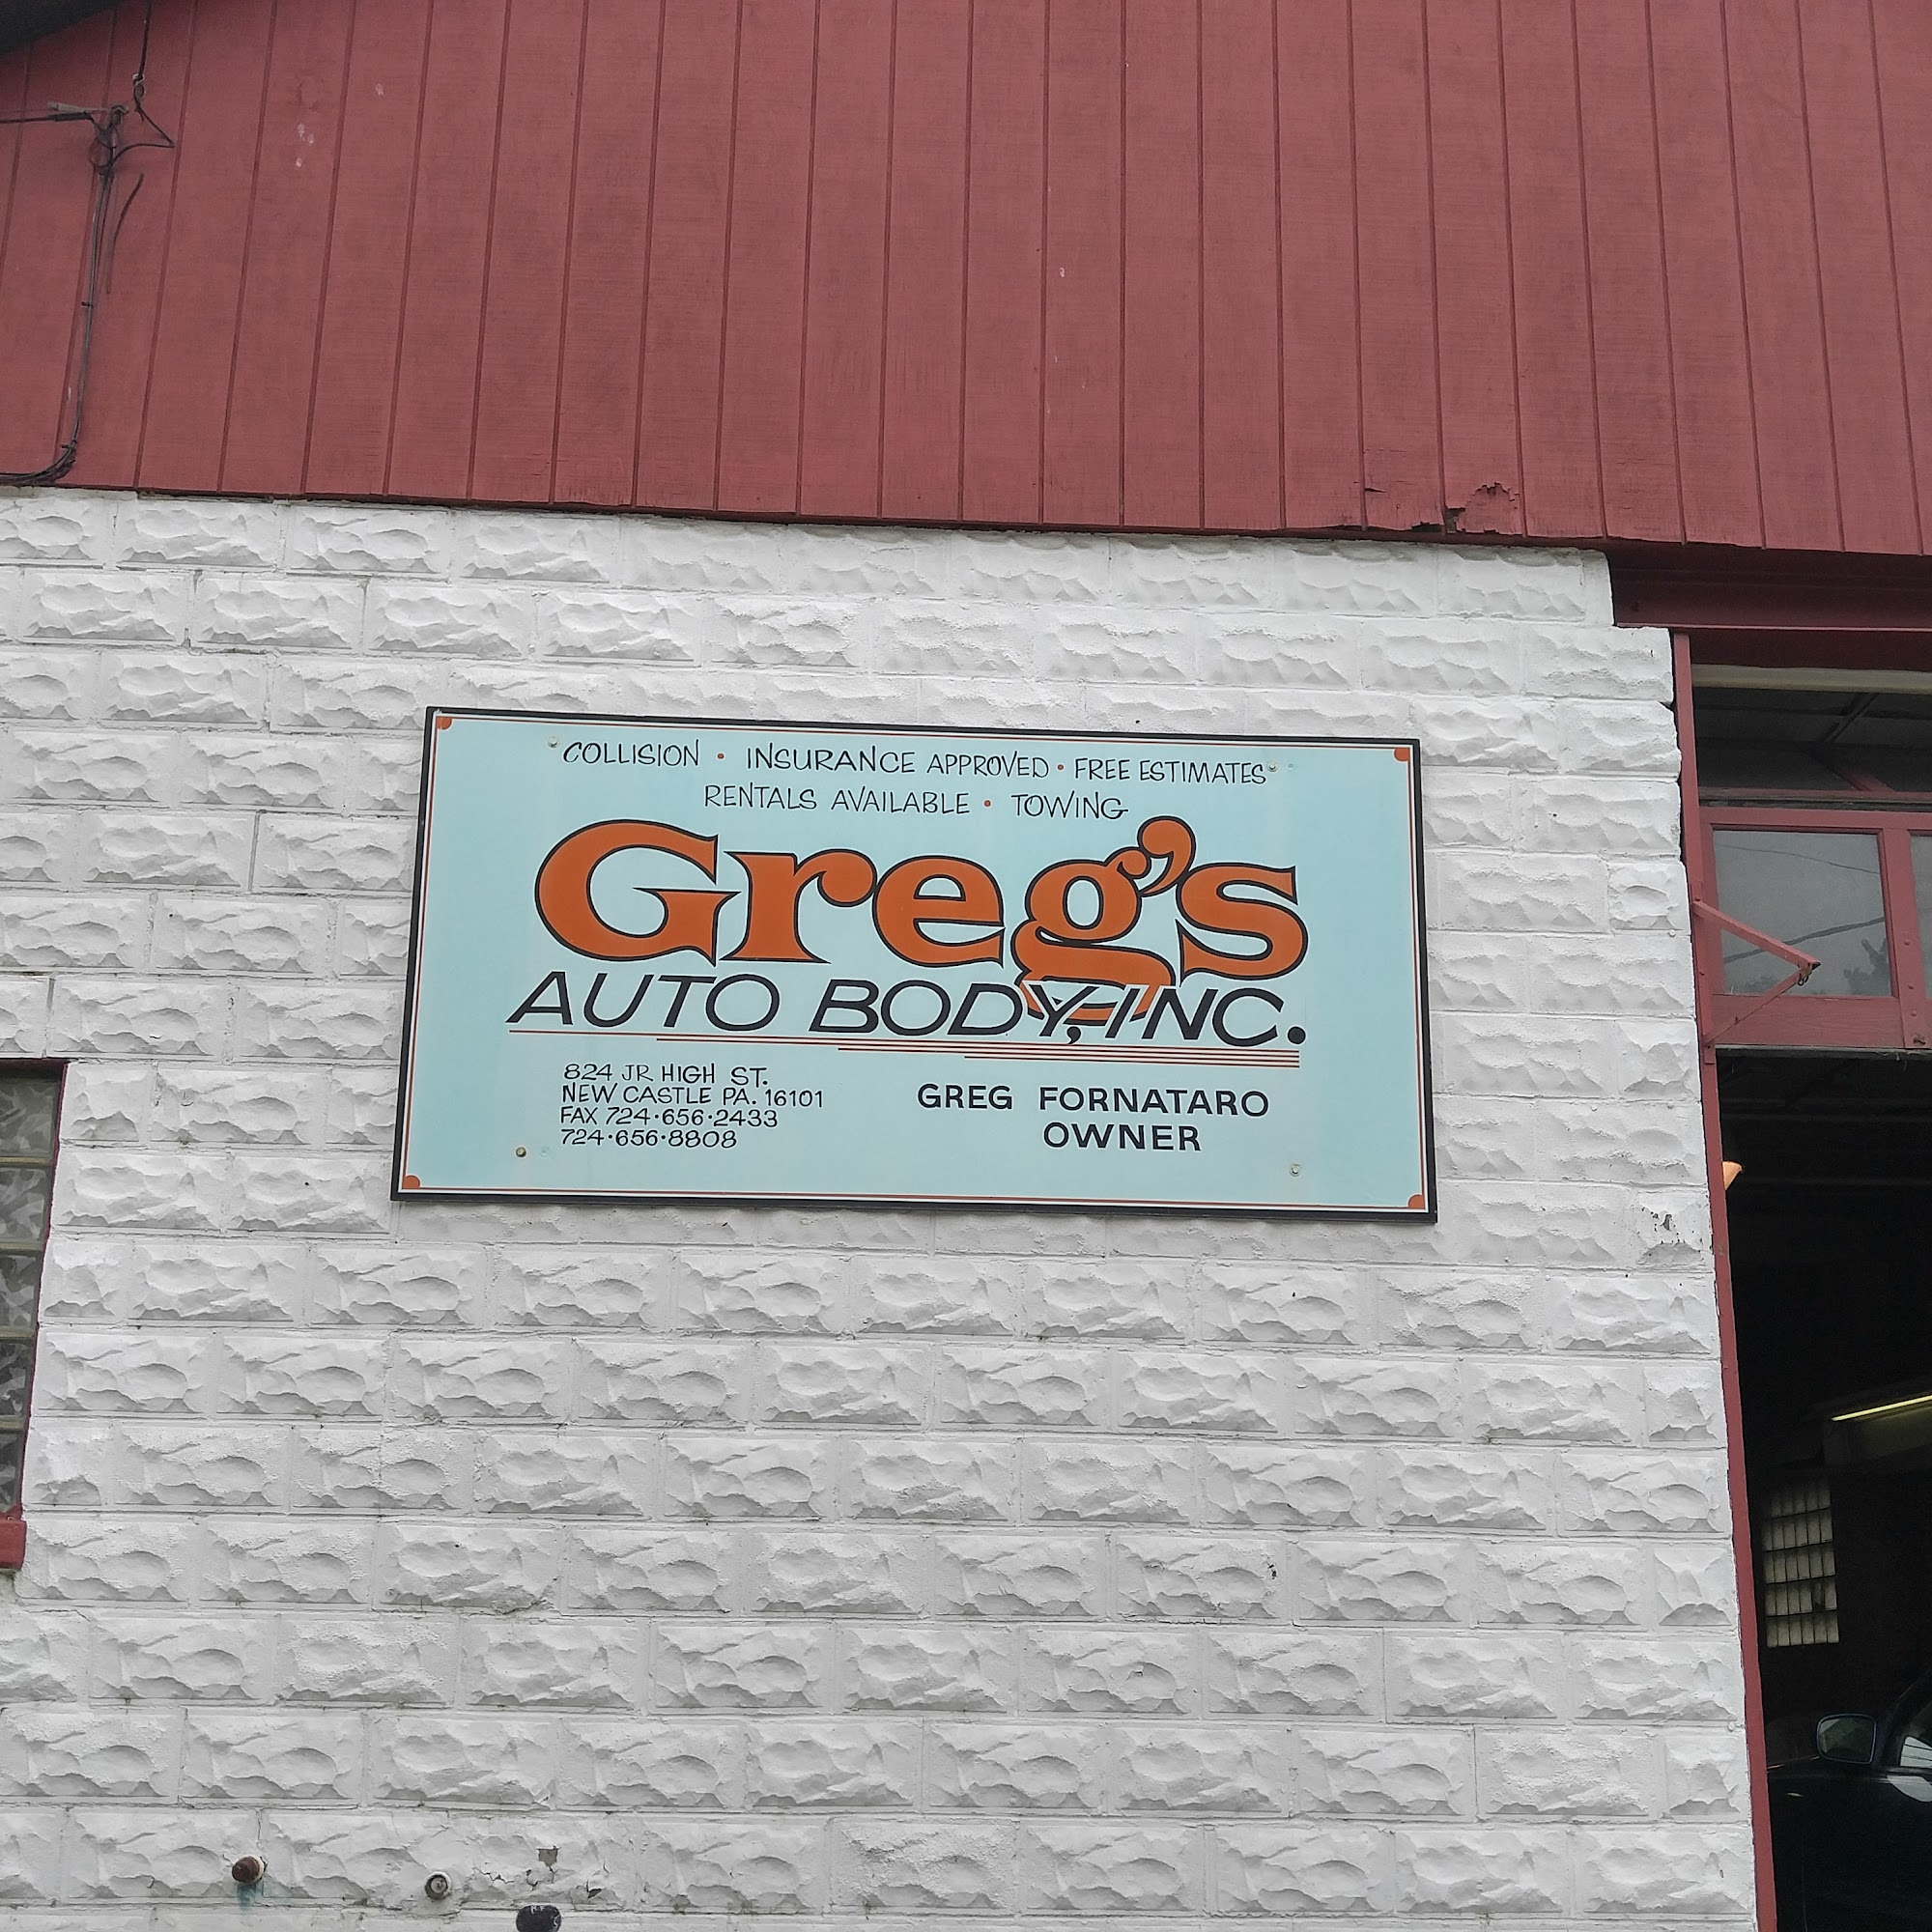 COLLISION • INSURANCE APPROVED • FREE ESTIMATES
RENTALS AVAILABLE • TOWING
Greg's
AUTO BODY, INC.
824 JR HIGH ST.
NEW CASTLE PA. 16101
FAX 724•656•2433
724•656•8808
GREG FORNATARO
OWNER